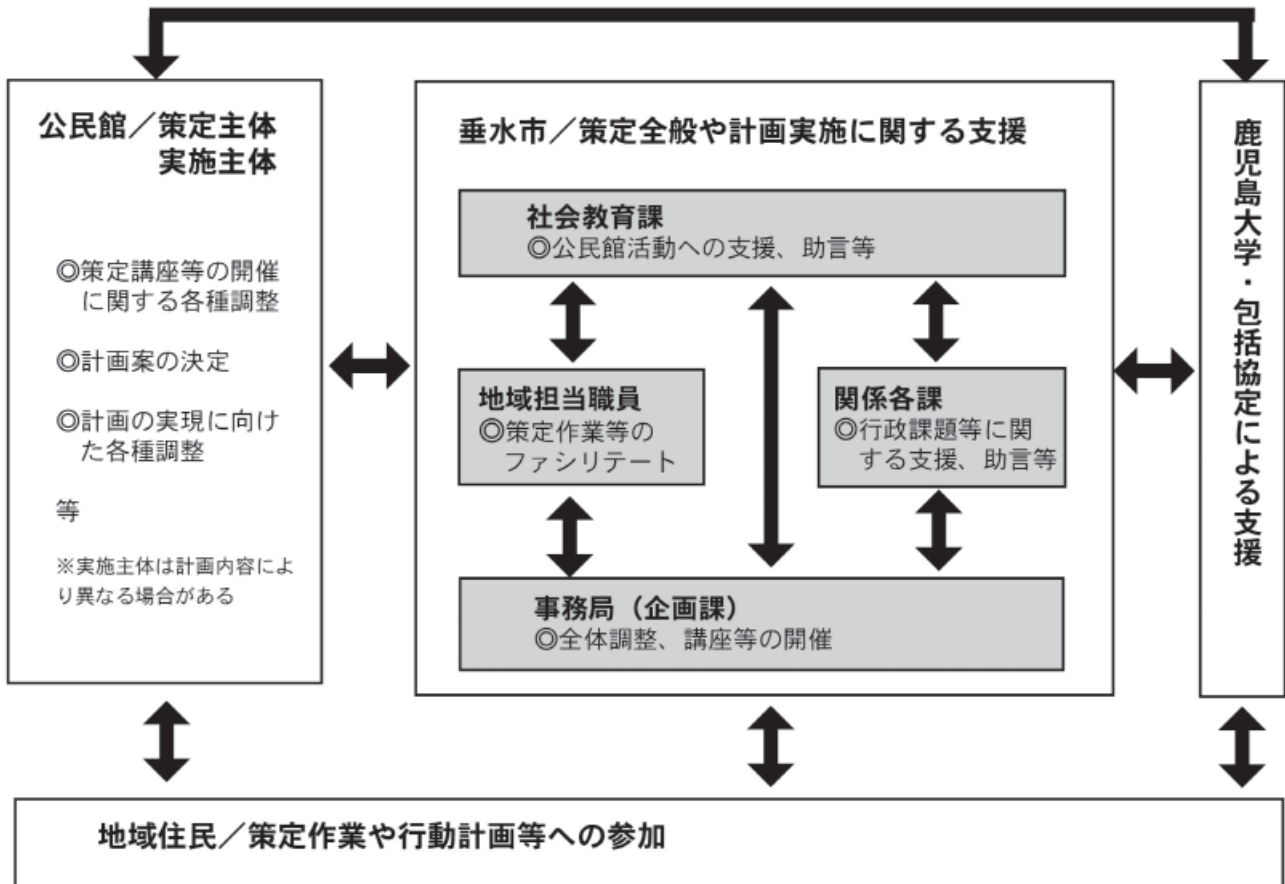 公民館／策定主体
実施主体
◎策定講座等の開催
に関する各種調整
◎計画案の決定
◎計画の実現に向け
た各種調整
等
※実施主体は計画内容によ
り異なる場合がある
垂水市／策定全般や計画実施に関する支援
社会教育課
◎公民館活動への支援、助言等
地域担当職員
◎策定作業等の
ファシリテート
関係各課
◎行政課題等に関
する支援、助言等
事務局（企画課）
◎全体調整、講座等の開催
鹿児島大学・包括協定による支援
地域住民／策定作業や行動計画等への参加